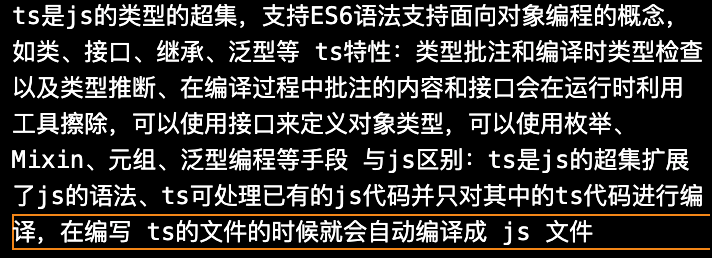 ts是js的类型的超集，支持ES6语法支持面向对象编程的概念，
如类、接口、继承、泛型等 ts特性：类型批注和编译时类型检查
以及类型推断、在编译过程中批注的内容和接口会在运行时利用
工具擦除，可以使用接口来定义对象类型，可以使用枚举、
Mixin、元组、泛型编程等手段 与js区别：ts是js的超集扩展
了js的语法、ts可处理已有的js代码并只对其中的ts代码进行编
译，在编写 ts的文件的时候就会自动编译成 js 文件